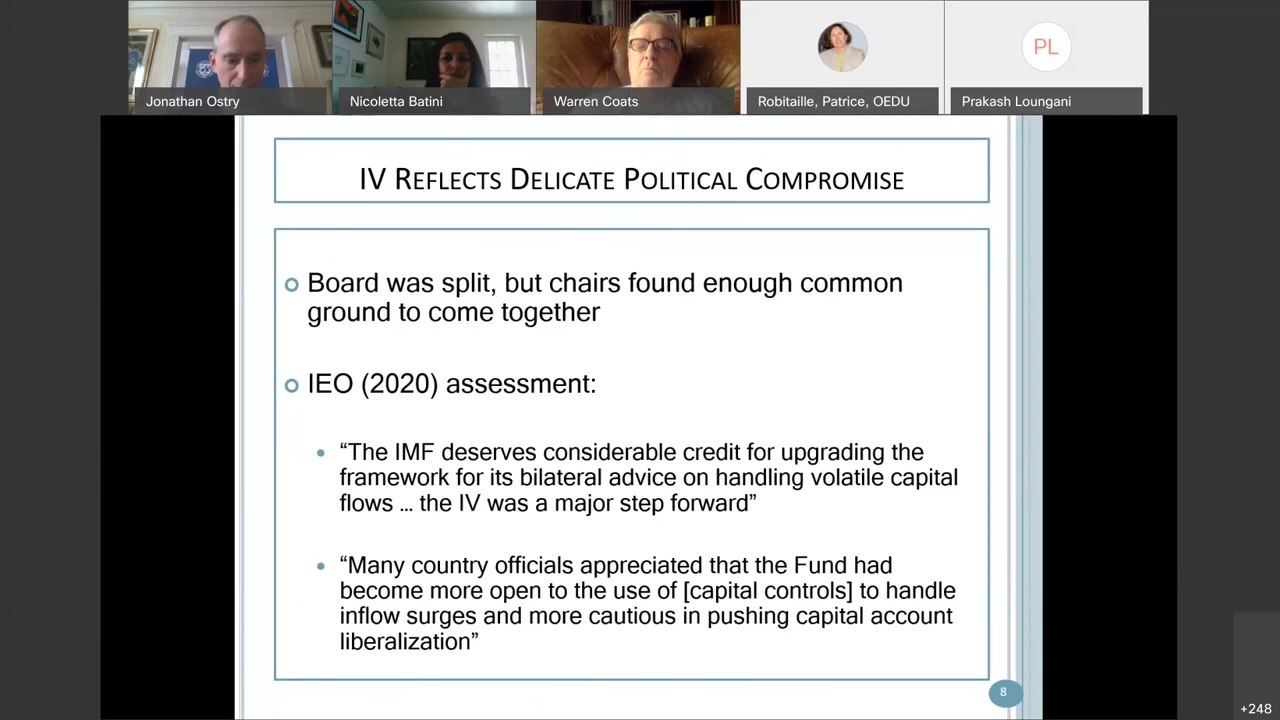 PL
Jonathan Ostry
Nicoletta Batini
Warren Coats
Robitaille, Patrice, OEDU
Prakash Loungani
IV REFLECTS DELICATE POLITICAL COMPROMISE
Board was split, but chairs found enough common
ground to come together
IEO (2020) assessment:
“The IMF deserves considerable credit for upgrading the
framework for its bilateral advice on handling volatile capital
flows … the IV was a major step forward”
“Many country officials appreciated that the Fund had
become more open to the use of [capital controls] to handle
inflow surges and more cautious in pushing capital account
liberalization”
8
+248